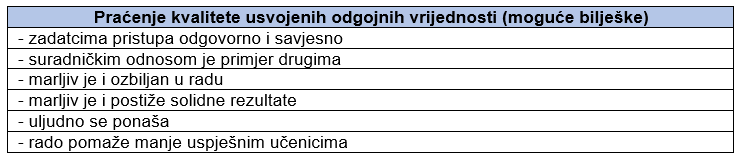 Praćenje kvalitete usvojenih odgojnih vrijednosti (moguće bilješke)
- zadatcima pristupa odgovorno i savjesno
- suradničkim odnosom je primjer drugima
- marljiv je i ozbiljan u radu
- marljiv je i postiže solidne rezultate
- uljudno se ponaša
- rado pomaže manje uspješnim učenicima